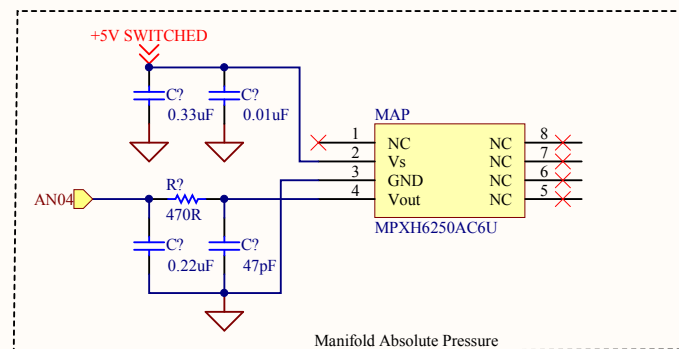 +5V SWITCHED
C?
0.33uF
C?
0.01uF
MAP
1 NC NC 8
2 Vs NC 7
3 GND NC 6
4 Vout NC 5
MPXH6250AC6U
AN04
R?
470R
C?
0.22uF
C?
47pF
Manifold Absolute Pressure